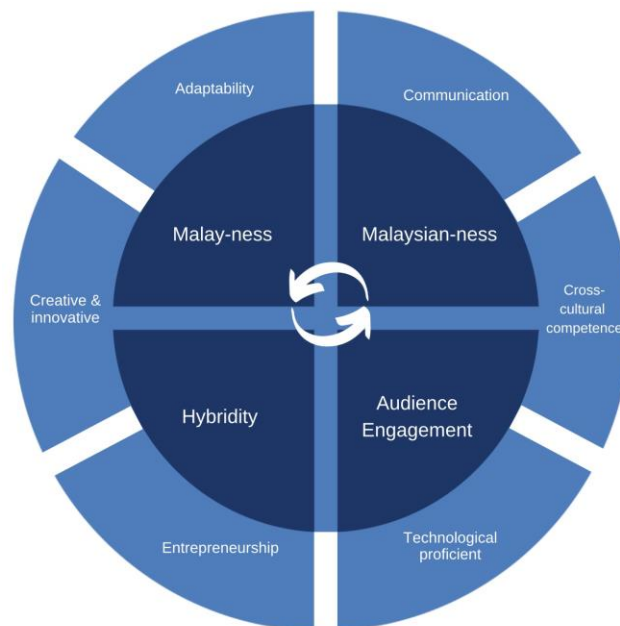 Adaptability
Communication
Malay-ness
Malaysian-ness
Creative &
innovative
Cross-
cultural
competence
Hybridity
Audience
Engagement
Entrepreneurship
Technological
proficient